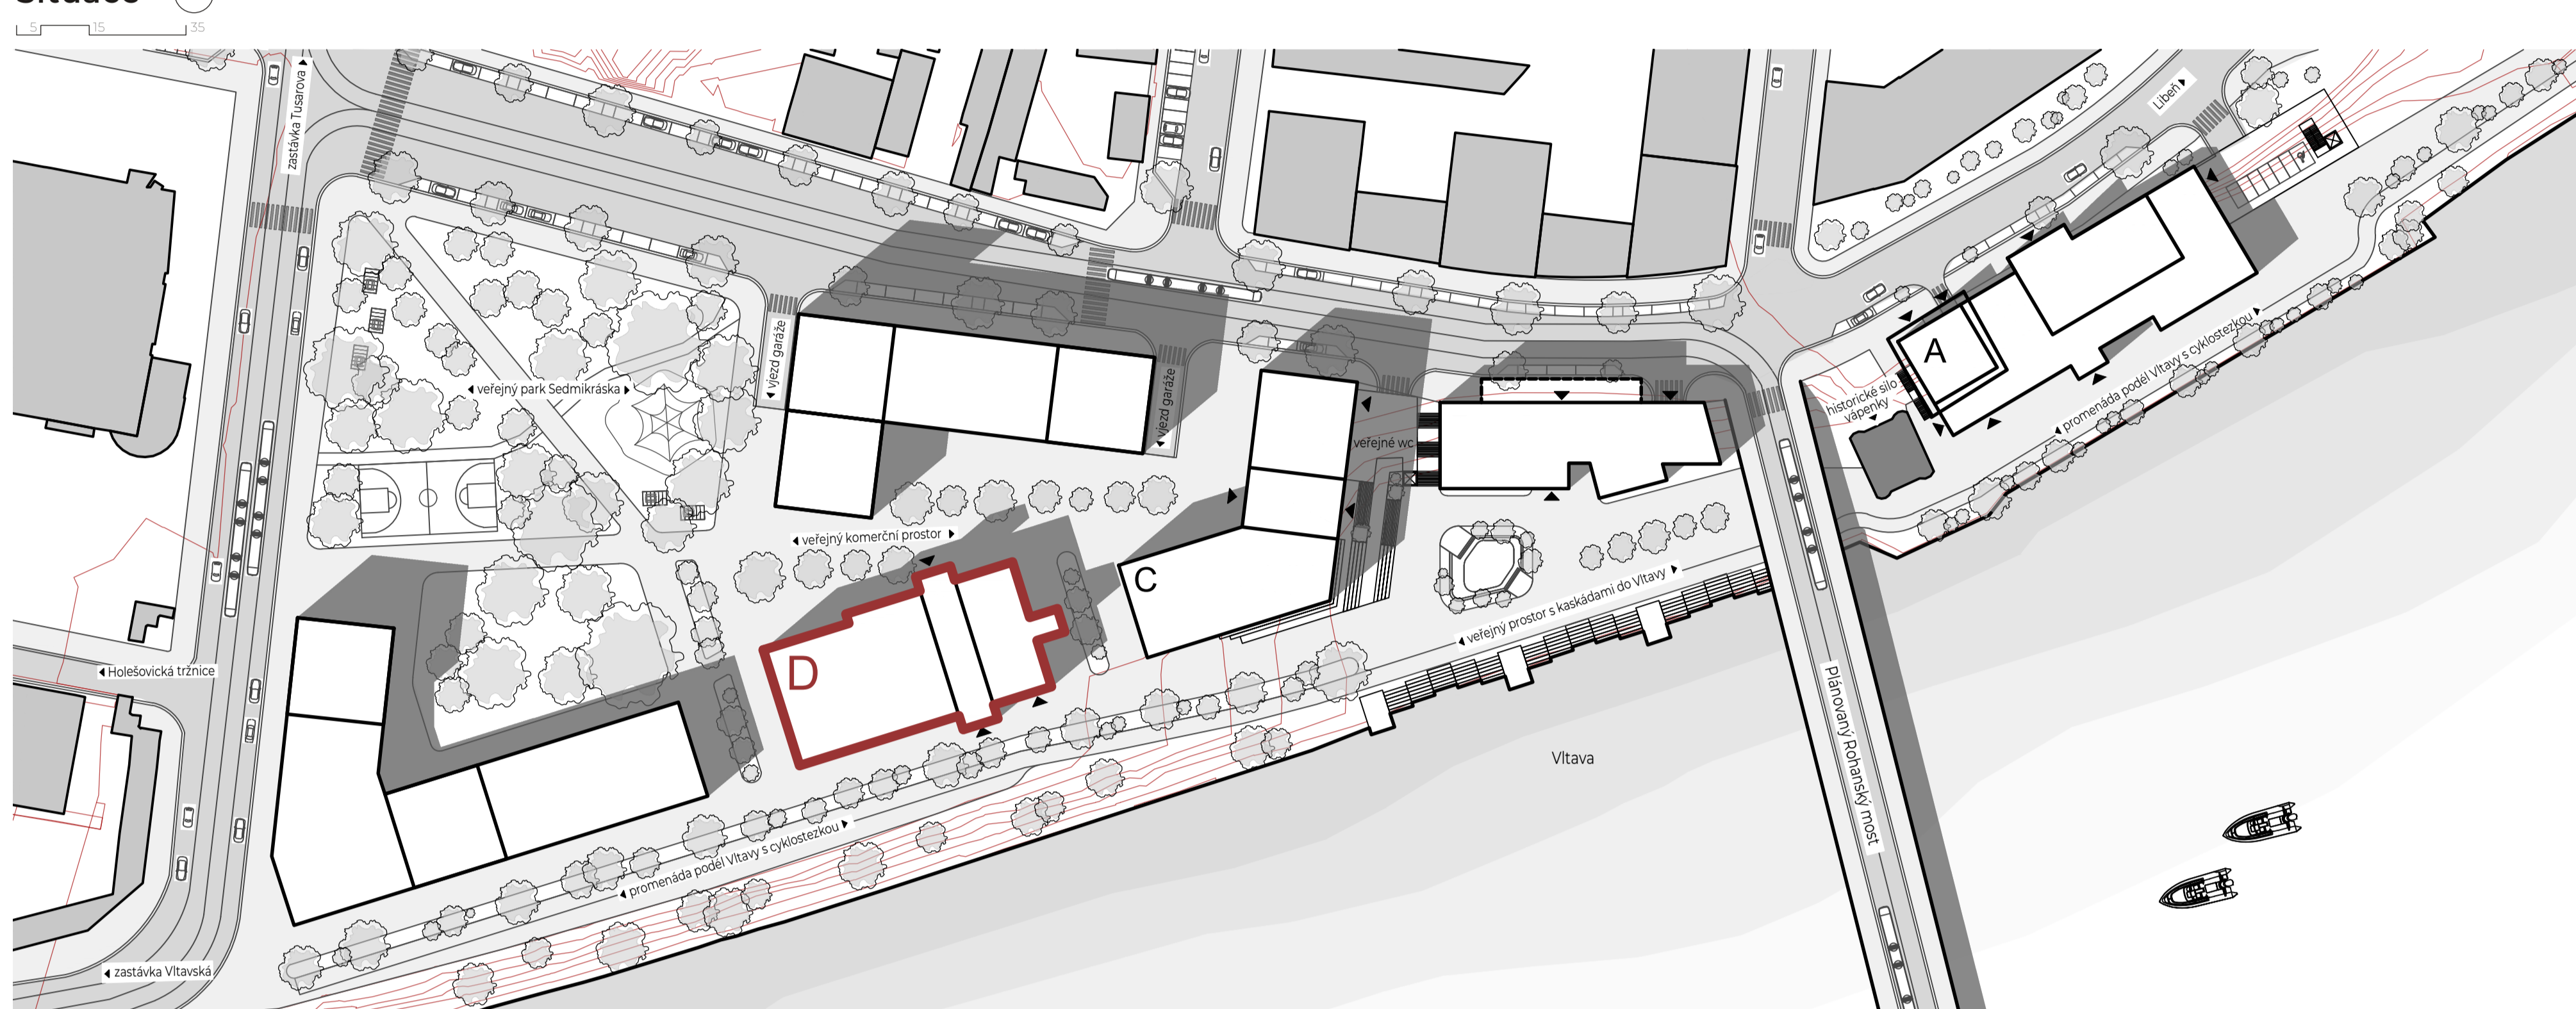 5 15 35
zastávka Tusarova
Libeň
vjezd garáže
veřejný park Sedmikráska
vjezd garáže
A
historické silo
vápenky
promenáda podél Vltavy s cyklostezkou
veřejné wc
veřejný komerční prostor
C
veřejný prostor s kaskádami do Vltavy
Holešovická tržnice
D
Plánovaný Rohanský most
Vltava
promenáda podél Vltavy s cyklostezkou
zastávka Vltavská